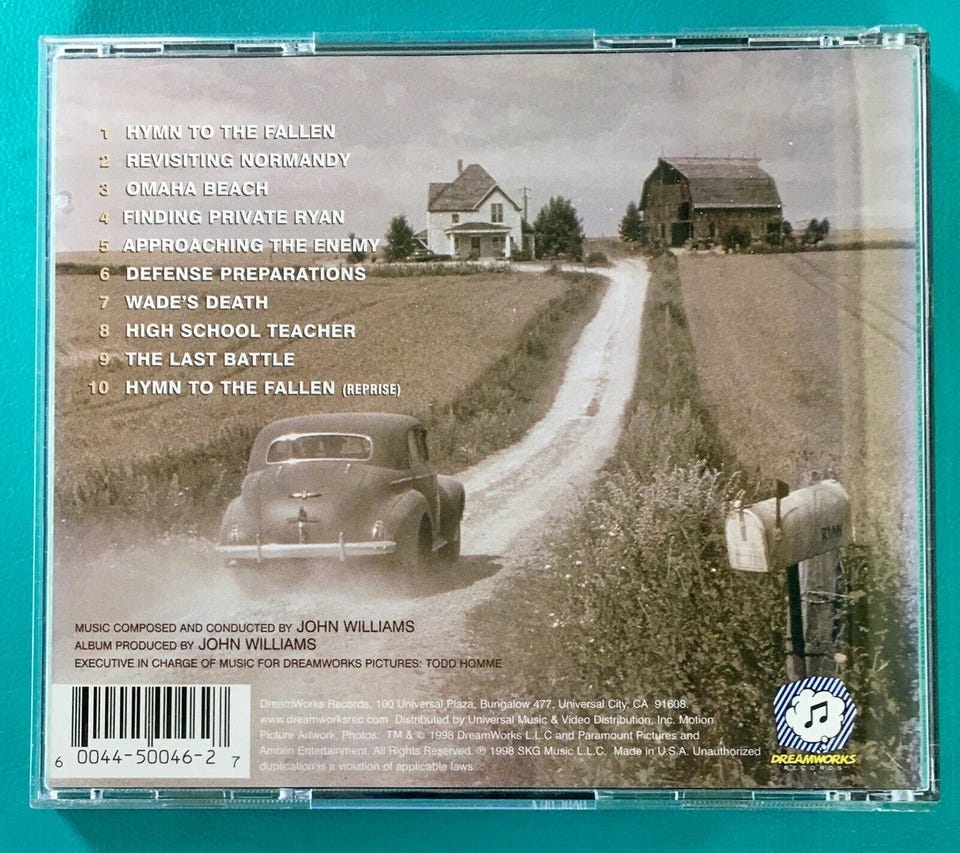 1 HYMN TO THE FALLEN
2 REVISITING NORMANDY
3 OMAHA BEACH
4 FINDING PRIVATE RYAN
5 APPROACHING THE ENEMY
6 DEFENSE PREPARATIONS
7 WADE'S DEATH
8 HIGH SCHOOL TEACHER
9 THE LAST BATTLE
10 HYMN TO THE FALLEN (REPRISE)
RYAN
MUSIC COMPOSED AND CONDUCTED BY JOHN WILLIAMS
ALBUM PRODUCED BY JOHN WILLIAMS
EXECUTIVE IN CHARGE OF MUSIC FOR DREAMWORKS PICTURES: TODD HOMME
6 0044-50046-2 7
DreamWorks Records, 100 Universal Plaza, Bungalow 477, Universal City, CA 91608.
www.dreamworksrec.com Distributed by Universal Music & Video Distribution, Inc. Motion
Picture Artwork, Photos: TM & © 1998 DreamWorks L.L.C and Paramount Pictures and
Amblin Entertainment. All Rights Reserved. ℗ 1998 SKG Music L.L.C. Made in U.S.A. Unauthorized
duplication is a violation of applicable laws.
DREAMWORKS
RECORDS